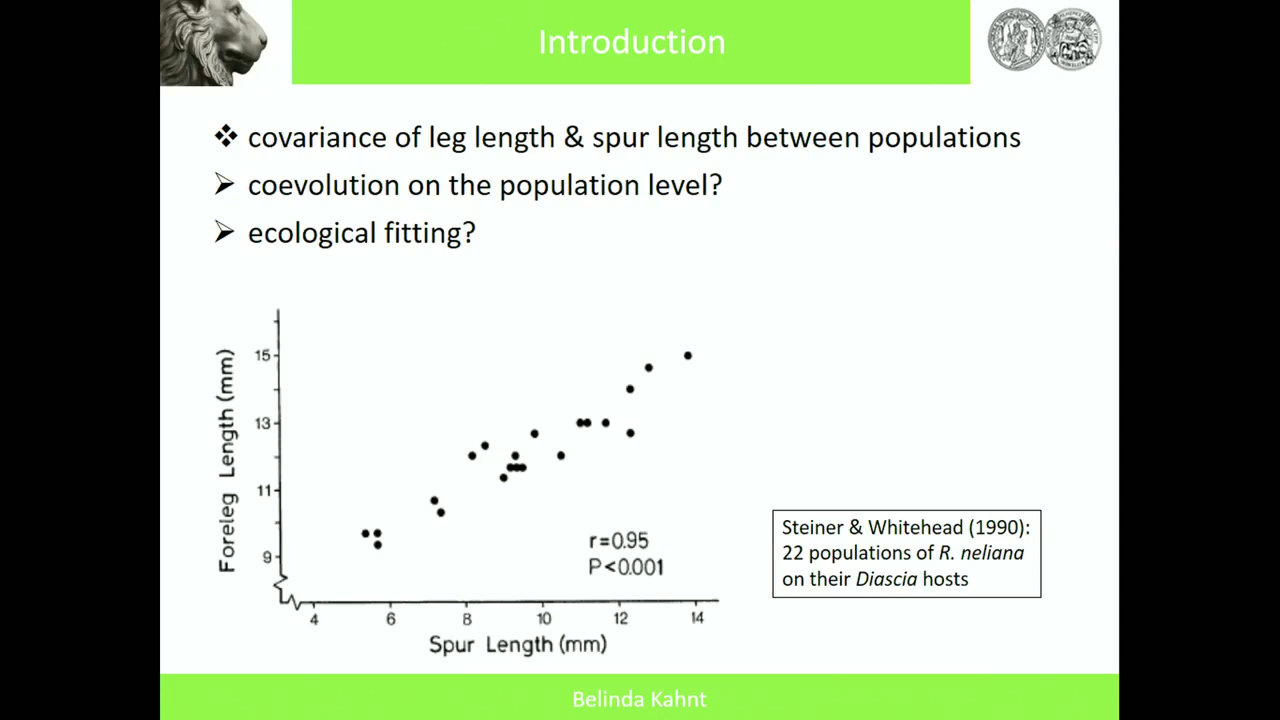 Introduction
covariance of leg length & spur length between populations
coevolution on the population level?
ecological fitting?
Foreleg Length (mm)
15
13
11
9
r=0.95
P<0.001
4 6 8 10 12 14
Spur Length (mm)
Steiner & Whitehead (1990):
22 populations of R. neliana
on their Diascia hosts
Belinda Kahnt